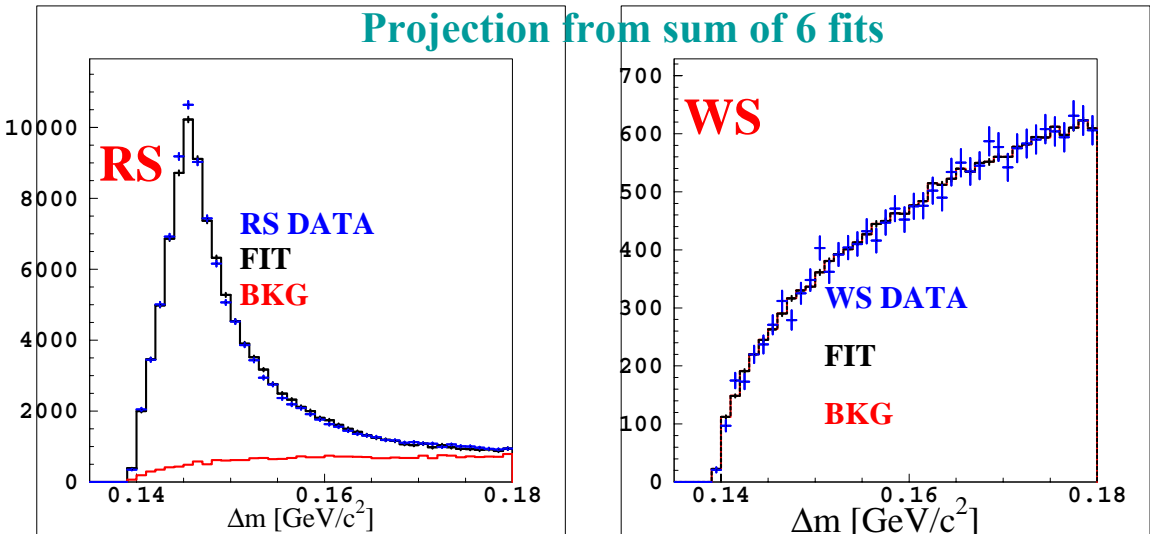 Projection from sum of 6 fits
RS
RS DATA
FIT
BKG
10000
8000
6000
4000
2000
0
0.14
0.16
0.18
Δm [GeV/c²]
WS
WS DATA
FIT
BKG
700
600
500
400
300
200
100
0
0.14
0.16
0.18
Δm [GeV/c²]